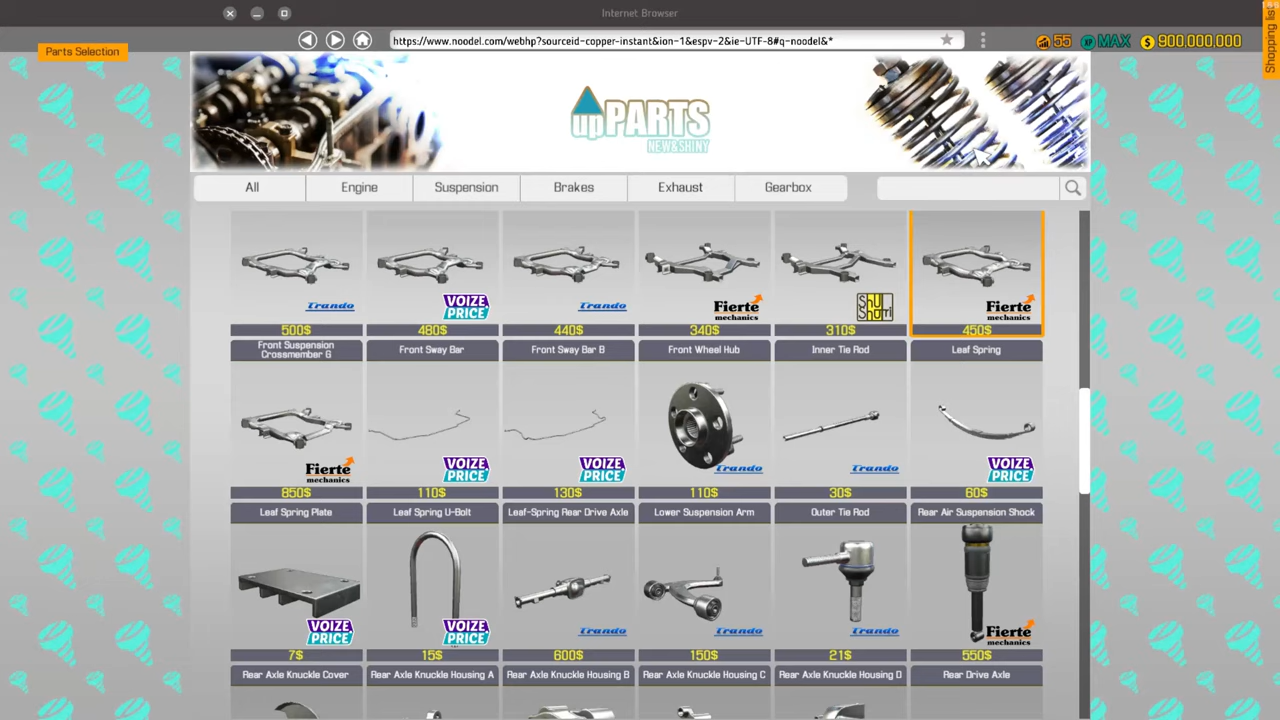 Internet Browser
Parts Selection
https://www.noodel.com/webhp?sourceid-copper-instant&ion-1&espv-2&ie-UTF-8#q-noodel&*
55
XP MAX
$ 900,000,000
Shopping list
upPARTS
NEW&SHINY
All
Engine
Suspension
Brakes
Exhaust
Gearbox
Trando
VOIZE PRICE
Trando
Fierte mechanics
Shu Shuri
Fierte mechanics
500$
480$
440$
340$
310$
450$
Front Suspension Crossmember G
Front Sway Bar
Front Sway Bar B
Front Wheel Hub
Inner Tie Rod
Leaf Spring
Fierte mechanics
VOIZE PRICE
VOIZE PRICE
Trando
Trando
VOIZE PRICE
850$
110$
130$
110$
30$
60$
Leaf Spring Plate
Leaf Spring U-Bolt
Leaf-Spring Rear Drive Axle
Lower Suspension Arm
Outer Tie Rod
Rear Air Suspension Shock
VOIZE PRICE
VOIZE PRICE
Trando
Trando
Trando
Fierte mechanics
7$
15$
600$
150$
21$
550$
Rear Axle Knuckle Cover
Rear Axle Knuckle Housing A
Rear Axle Knuckle Housing B
Rear Axle Knuckle Housing C
Rear Axle Knuckle Housing D
Rear Drive Axle